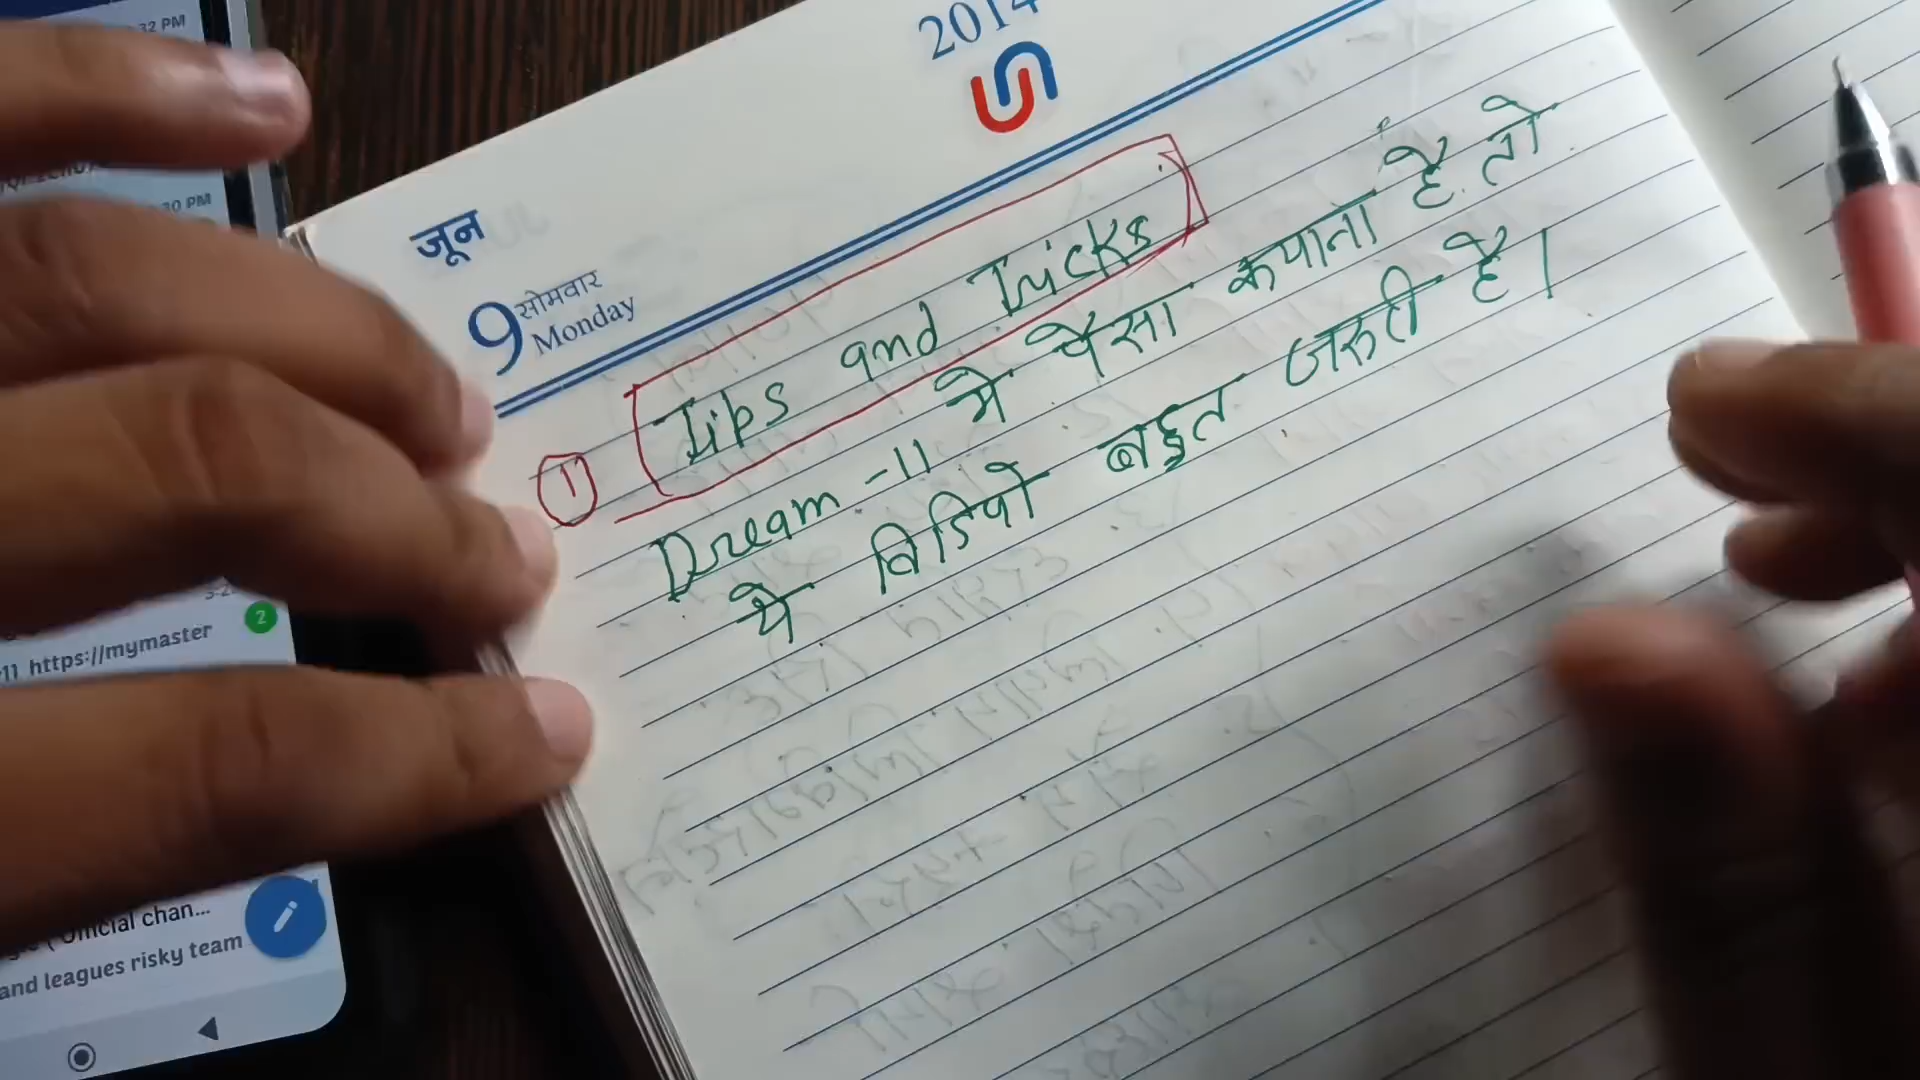 32 PM
30 PM
2
11 https://mymaster
Official chan...
and leagues risky team
2014
जून
9 सोमवार
Monday
Tips and Tricks
1
Dream-11 मे पैसा कमाना है तो
ये विडियो बहुत जरुरी है।